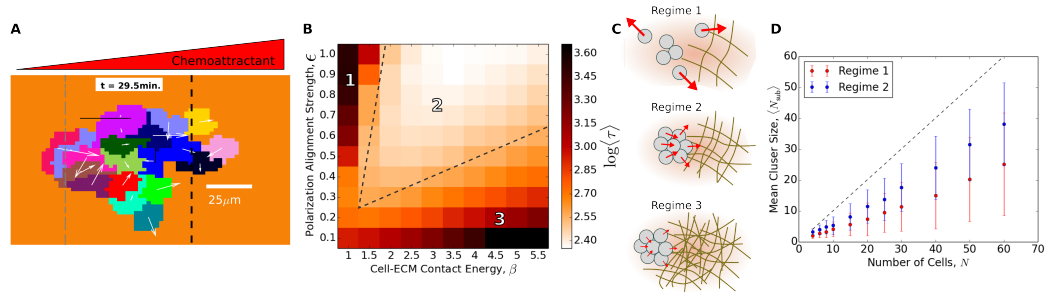 A
Chemoattractant
t = 29.5min.
25μm
B
Polarization Alignment Strength, ϵ
1.0
0.9
0.8
0.7
0.6
0.5
0.4
0.3
0.2
0.1
1
2
3
1 1.5 2 2.5 3 3.5 4 4.5 5 5.5
Cell-ECM Contact Energy, β
3.60
3.45
3.30
3.15
3.00
2.85
2.70
2.55
2.40
log⟨τ⟩
C
Regime 1
Regime 2
Regime 3
D
Mean Cluser Size, ⟨N_sub⟩
60
50
40
30
20
10
0
Regime 1
Regime 2
0 10 20 30 40 50 60 70
Number of Cells, N